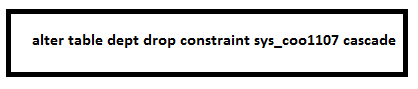 alter table dept drop constraint sys_coo1107 cascade